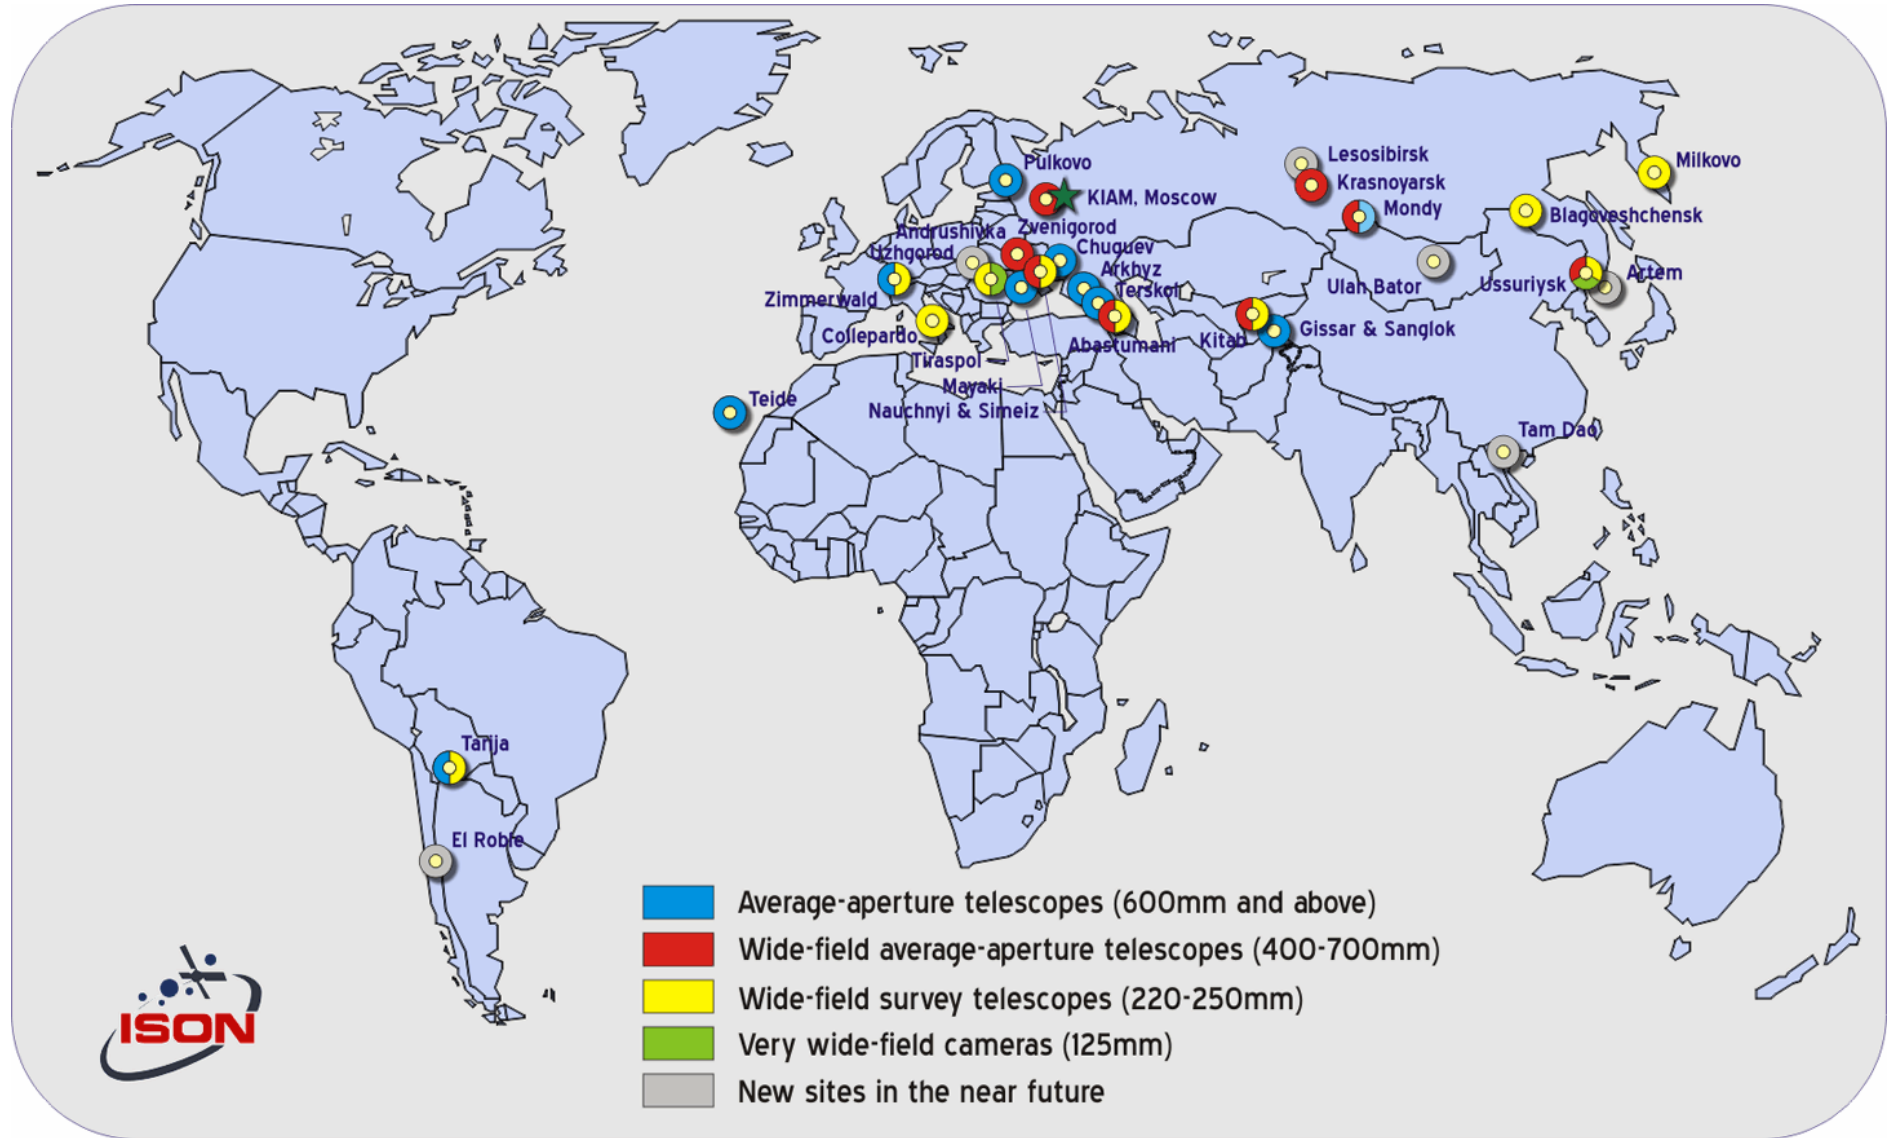 Pulkovo
Lesosibirsk
Milkovo
Krasnoyarsk
KIAM, Moscow
Mondy
Blagoveshchensk
Zvenigorod
Andrushivka
Chuguev
Uzhgorod
Arkhyz
Artem
Ulan Bator
Ussuriysk
Terskol
Zimmerwald
Gissar & Sanglok
Collepardo
Kitab
Abastumani
Tiraspol
Mayaki
Teide
Nauchnyi & Simeiz
Tam Dao
Tarija
El Roble
Average-aperture telescopes (600mm and above)
Wide-field average-aperture telescopes (400-700mm)
Wide-field survey telescopes (220-250mm)
ISON
Very wide-field cameras (125mm)
New sites in the near future